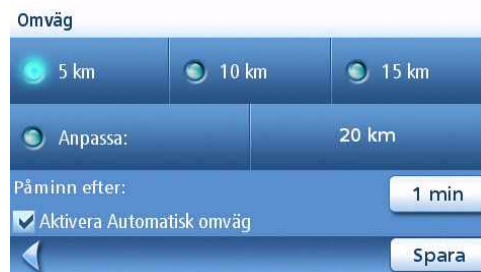 Omväg
5 km 10 km 15 km
Anpassa: 20 km
Påminn efter: 1 min
Aktivera Automatisk omväg
Spara